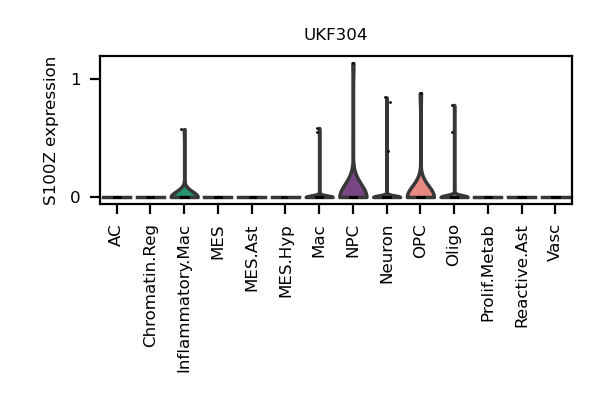 UKF304
S100Z expression
1
0
AC
Chromatin.Reg
Inflammatory.Mac
MES
MES.Ast
MES.Hyp
Mac
NPC
Neuron
OPC
Oligo
Prolif.Metab
Reactive.Ast
Vasc